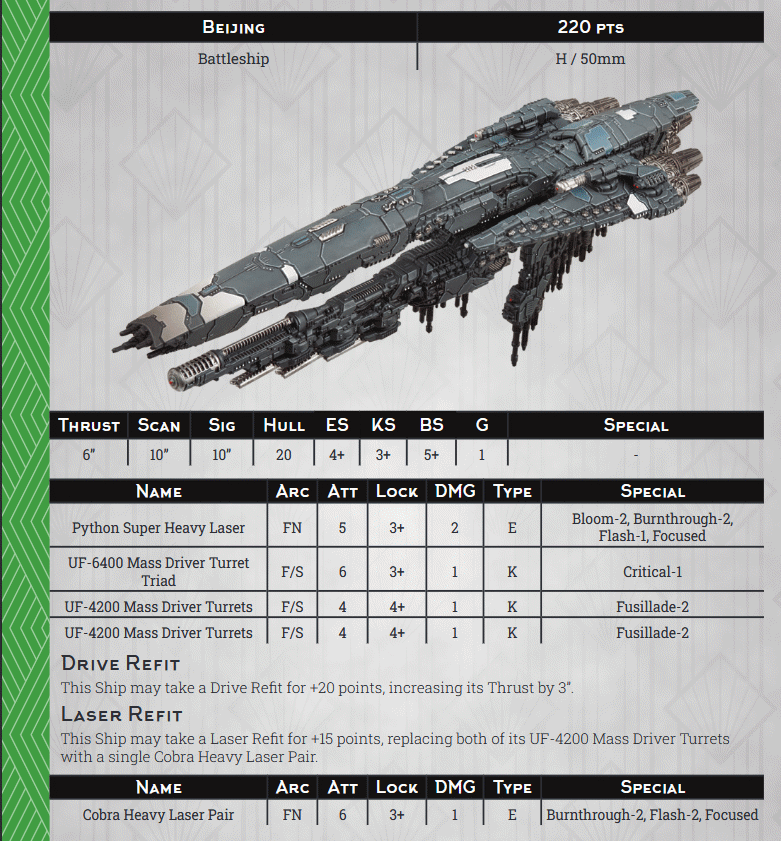 Beijing 220 pts
Battleship H / 50mm
Thrust Scan Sig Hull ES KS BS G Special
6” 10” 10” 20 4+ 3+ 5+ 1 -
Name Arc Att Lock DMG Type Special
Python Super Heavy Laser FN 5 3+ 2 E Bloom-2, Burnthrough-2,
Flash-1, Focused
UF-6400 Mass Driver Turret
Triad F/S 6 3+ 1 K Critical-1
UF-4200 Mass Driver Turrets F/S 4 4+ 1 K Fusillade-2
UF-4200 Mass Driver Turrets F/S 4 4+ 1 K Fusillade-2
Drive Refit
This Ship may take a Drive Refit for +20 points, increasing its Thrust by 3”.
Laser Refit
This Ship may take a Laser Refit for +15 points, replacing both of its UF-4200 Mass Driver Turrets
with a single Cobra Heavy Laser Pair.
Name Arc Att Lock DMG Type Special
Cobra Heavy Laser Pair FN 6 3+ 1 E Burnthrough-2, Flash-2, Focused